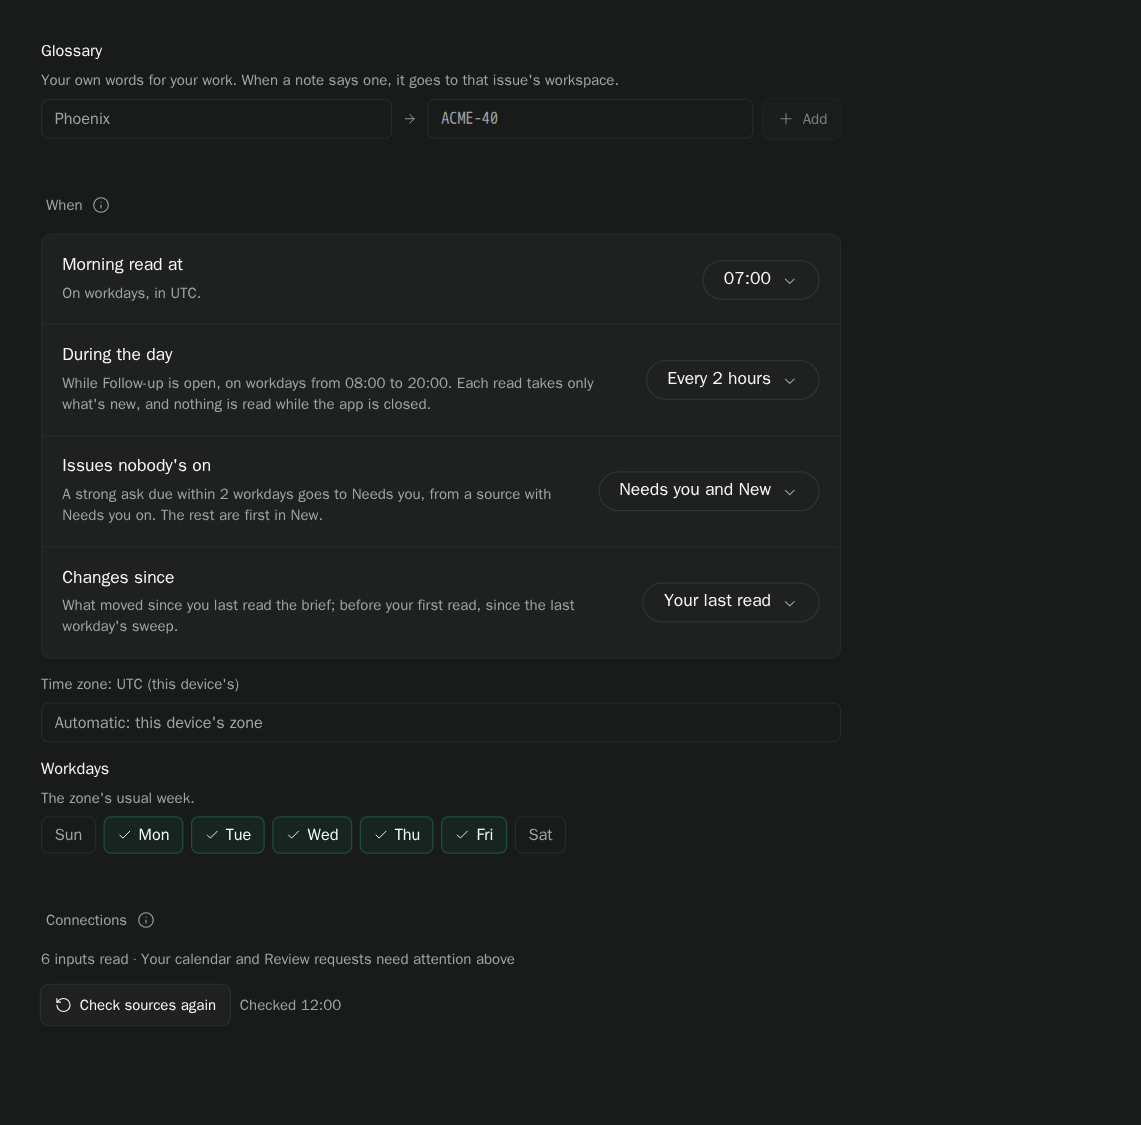 Glossary
Your own words for your work. When a note says one, it goes to that issue's workspace.
Phoenix → ACME-40 + Add
When
Morning read at
On workdays, in UTC.
07:00
During the day
While Follow-up is open, on workdays from 08:00 to 20:00. Each read takes only
what's new, and nothing is read while the app is closed.
Every 2 hours
Issues nobody's on
A strong ask due within 2 workdays goes to Needs you, from a source with
Needs you on. The rest are first in New.
Needs you and New
Changes since
What moved since you last read the brief; before your first read, since the last
workday's sweep.
Your last read
Time zone: UTC (this device's)
Automatic: this device's zone
Workdays
The zone's usual week.
Sun Mon Tue Wed Thu Fri Sat
Connections
6 inputs read · Your calendar and Review requests need attention above
Check sources again Checked 12:00